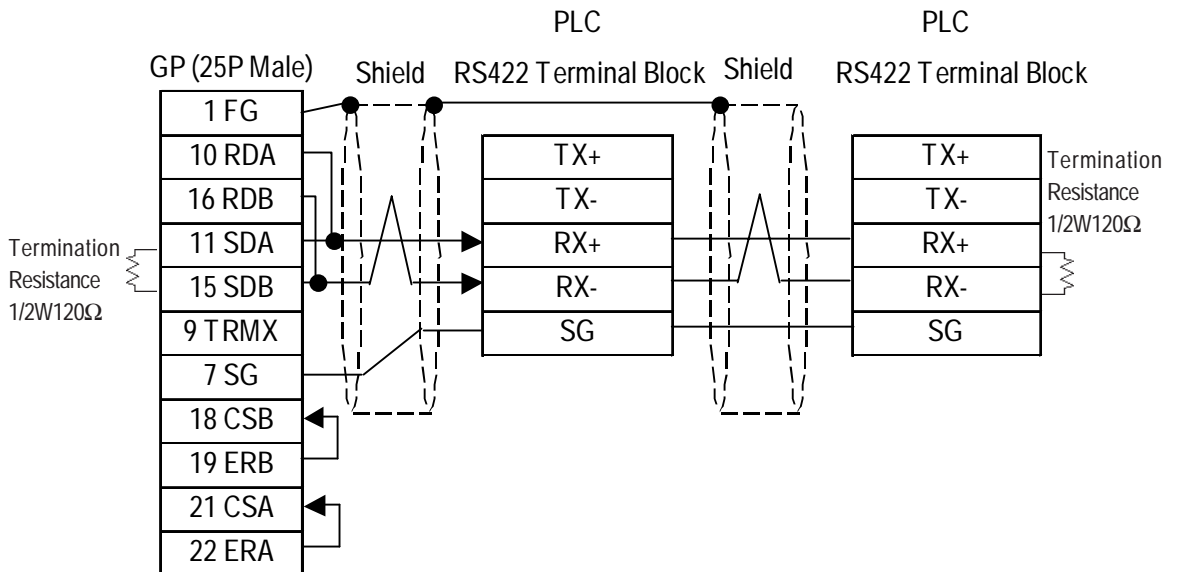 PLC
PLC
GP (25P Male)
Shield
RS422 Terminal Block
Shield
RS422 Terminal Block
1 FG
10 RDA
16 RDB
11 SDA
15 SDB
9 TRMX
7 SG
18 CSB
19 ERB
21 CSA
22 ERA
Termination
Resistance
1/2W120Ω
TX+
TX-
RX+
RX-
SG
TX+
TX-
RX+
RX-
SG
Termination
Resistance
1/2W120Ω